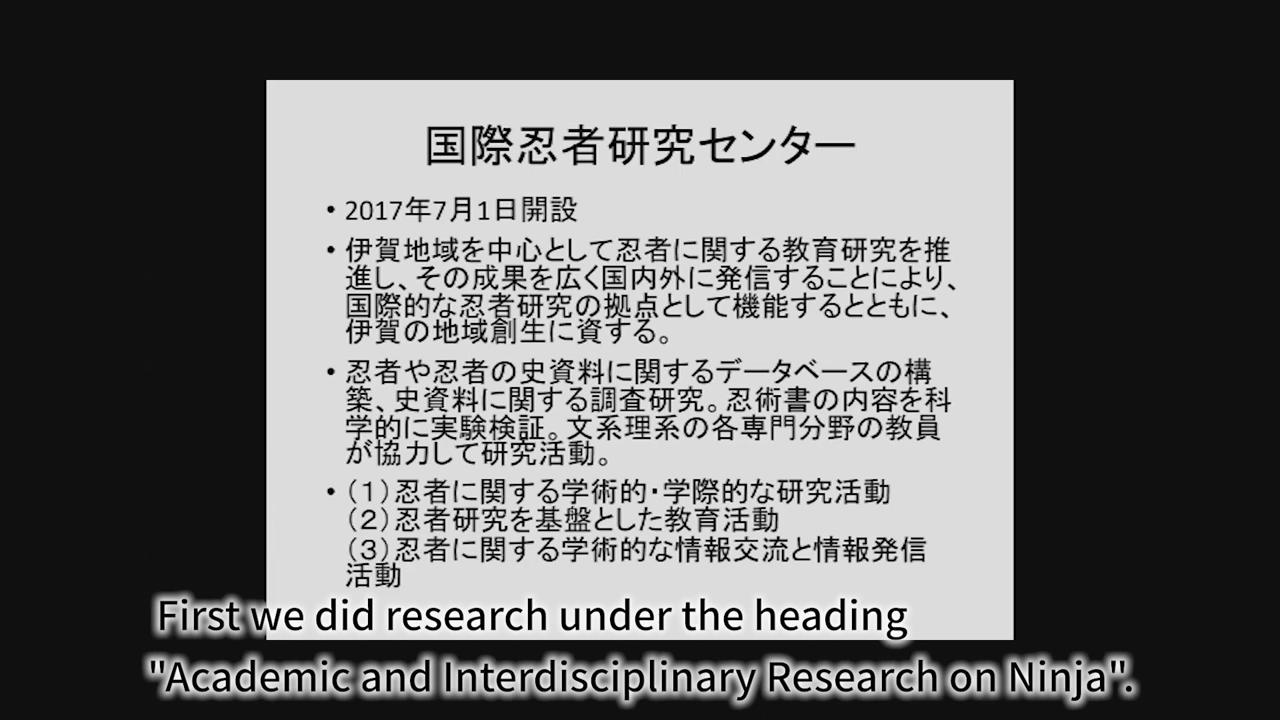 国際忍者研究センター
• 2017年7月1日開設
• 伊賀地域を中心として忍者に関する教育研究を推
進し、その成果を広く国内外に発信することにより、
国際的な忍者研究の拠点として機能するとともに、
伊賀の地域創生に資する。
• 忍者や忍者の史資料に関するデータベースの構
築、史資料に関する調査研究。忍術書の内容を科
学的に実験検証。文系理系の各専門分野の教員
が協力して研究活動。
• （１）忍者に関する学術的・学際的な研究活動
（２）忍者研究を基盤とした教育活動
（３）忍者に関する学術的な情報交流と情報発信
活動
First we did research under the heading
"Academic and Interdisciplinary Research on Ninja".